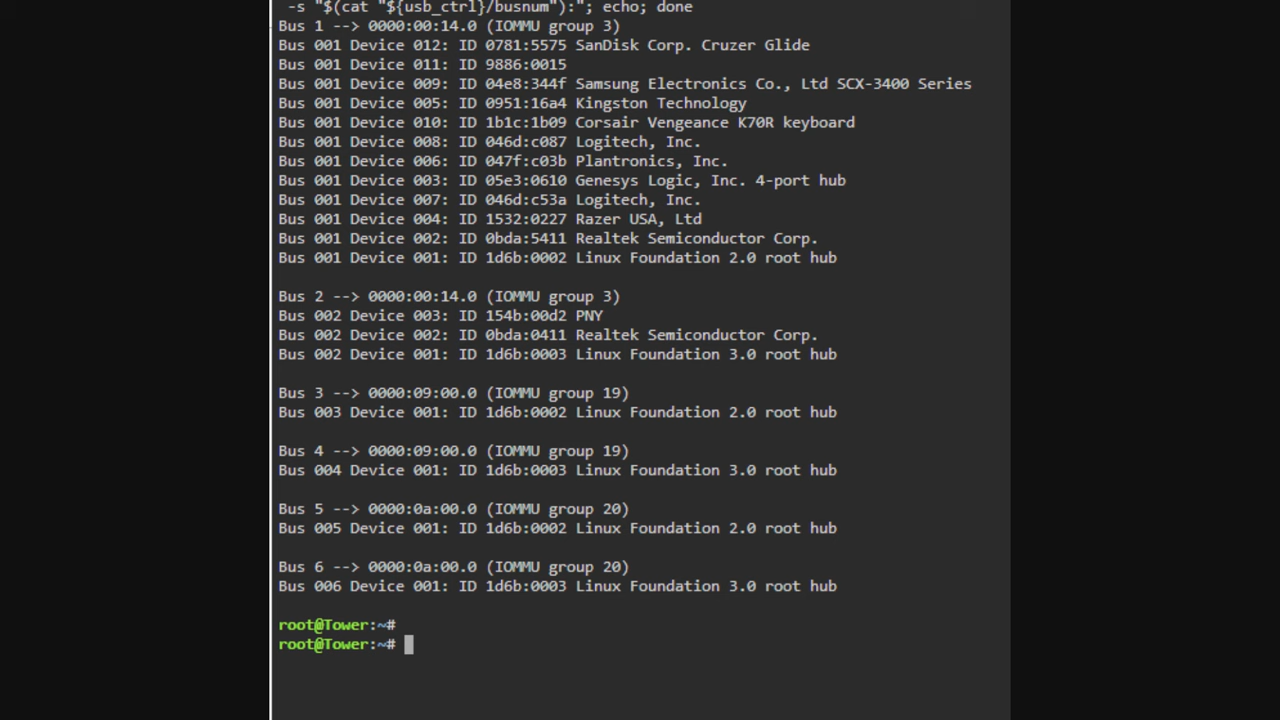 -s "$(cat "${usb_ctrl}/busnum"):"; echo; done
Bus 1 --> 0000:00:14.0 (IOMMU group 3)
Bus 001 Device 012: ID 0781:5575 SanDisk Corp. Cruzer Glide
Bus 001 Device 011: ID 9886:0015
Bus 001 Device 009: ID 04e8:344f Samsung Electronics Co., Ltd SCX-3400 Series
Bus 001 Device 005: ID 0951:16a4 Kingston Technology
Bus 001 Device 010: ID 1b1c:1b09 Corsair Vengeance K70R keyboard
Bus 001 Device 008: ID 046d:c087 Logitech, Inc.
Bus 001 Device 006: ID 047f:c03b Plantronics, Inc.
Bus 001 Device 003: ID 05e3:0610 Genesys Logic, Inc. 4-port hub
Bus 001 Device 007: ID 046d:c53a Logitech, Inc.
Bus 001 Device 004: ID 1532:0227 Razer USA, Ltd
Bus 001 Device 002: ID 0bda:5411 Realtek Semiconductor Corp.
Bus 001 Device 001: ID 1d6b:0002 Linux Foundation 2.0 root hub
Bus 2 --> 0000:00:14.0 (IOMMU group 3)
Bus 002 Device 003: ID 154b:00d2 PNY
Bus 002 Device 002: ID 0bda:0411 Realtek Semiconductor Corp.
Bus 002 Device 001: ID 1d6b:0003 Linux Foundation 3.0 root hub
Bus 3 --> 0000:09:00.0 (IOMMU group 19)
Bus 003 Device 001: ID 1d6b:0002 Linux Foundation 2.0 root hub
Bus 4 --> 0000:09:00.0 (IOMMU group 19)
Bus 004 Device 001: ID 1d6b:0003 Linux Foundation 3.0 root hub
Bus 5 --> 0000:0a:00.0 (IOMMU group 20)
Bus 005 Device 001: ID 1d6b:0002 Linux Foundation 2.0 root hub
Bus 6 --> 0000:0a:00.0 (IOMMU group 20)
Bus 006 Device 001: ID 1d6b:0003 Linux Foundation 3.0 root hub
root@Tower:~#
root@Tower:~#